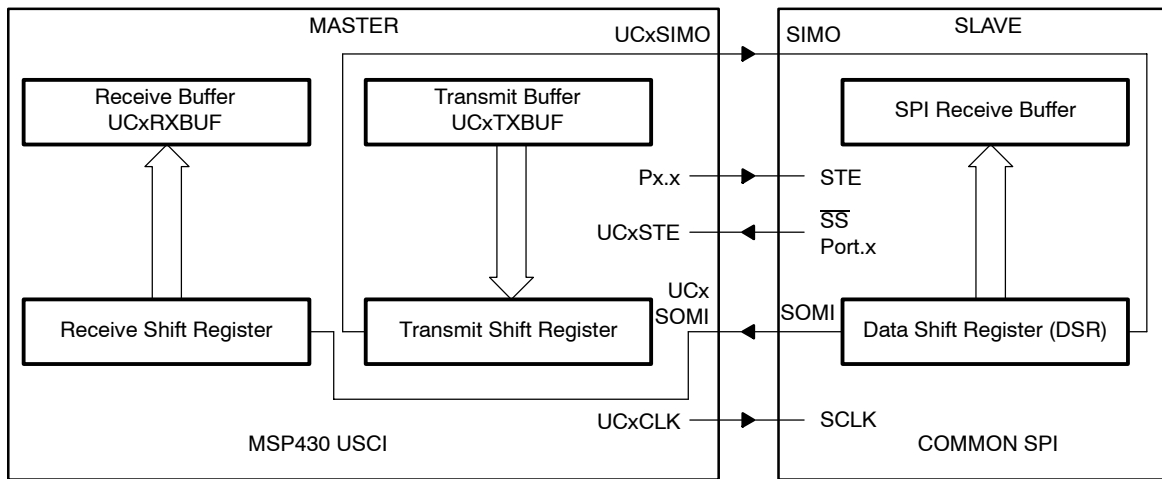 MASTER
UCxSIMO
SIMO
SLAVE
Receive Buffer
UCxRXBUF
Transmit Buffer
UCxTXBUF
SPI Receive Buffer
Px.x
STE
UCxSTE
SS
Port.x
UCx
SOMI
SOMI
Receive Shift Register
Transmit Shift Register
Data Shift Register (DSR)
UCxCLK
SCLK
MSP430 USCI
COMMON SPI